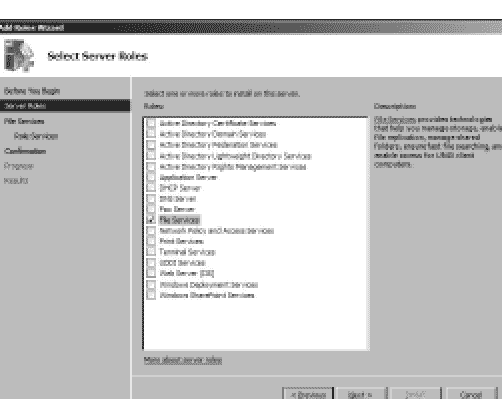 Add Roles Wizard
Select Server Roles
Before You Begin
Server Roles
File Services
Role Services
Confirmation
Progress
Results
Select one or more roles to install on this server.
Roles:
Active Directory Certificate Services
Active Directory Domain Services
Active Directory Federation Services
Active Directory Lightweight Directory Services
Active Directory Rights Management Services
Application Server
DHCP Server
DNS Server
Fax Server
File Services
Network Policy and Access Services
Print Services
Terminal Services
UDDI Services
Web Server (IIS)
Windows Deployment Services
Windows SharePoint Services
More about server roles
Description:
File Services provides technologies
that help you manage storage, enable
file replication, manage shared
folders, ensure fast file searching, and
enable access for UNIX client
computers.
< Previous
Next >
Install
Cancel